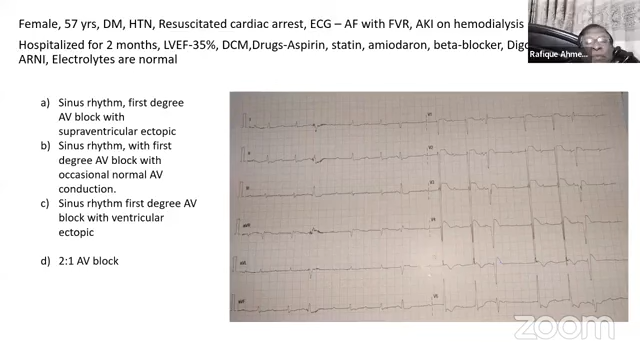 Female, 57 yrs, DM, HTN, Resuscitated cardiac arrest, ECG – AF with FVR, AKI on hemodialysis
Hospitalized for 2 months, LVEF-35%, DCM,Drugs-Aspirin, statin, amiodaron, beta-blocker,
ARNI, Electrolytes are normal
Rafique Ahme...
a) Sinus rhythm, first degree
AV block with
supraventricular ectopic
b) Sinus rhythm, with first
degree AV block with
occasional normal AV
conduction.
c) Sinus rhythm first degree AV
block with ventricular
ectopic
d) 2:1 AV block
zoom